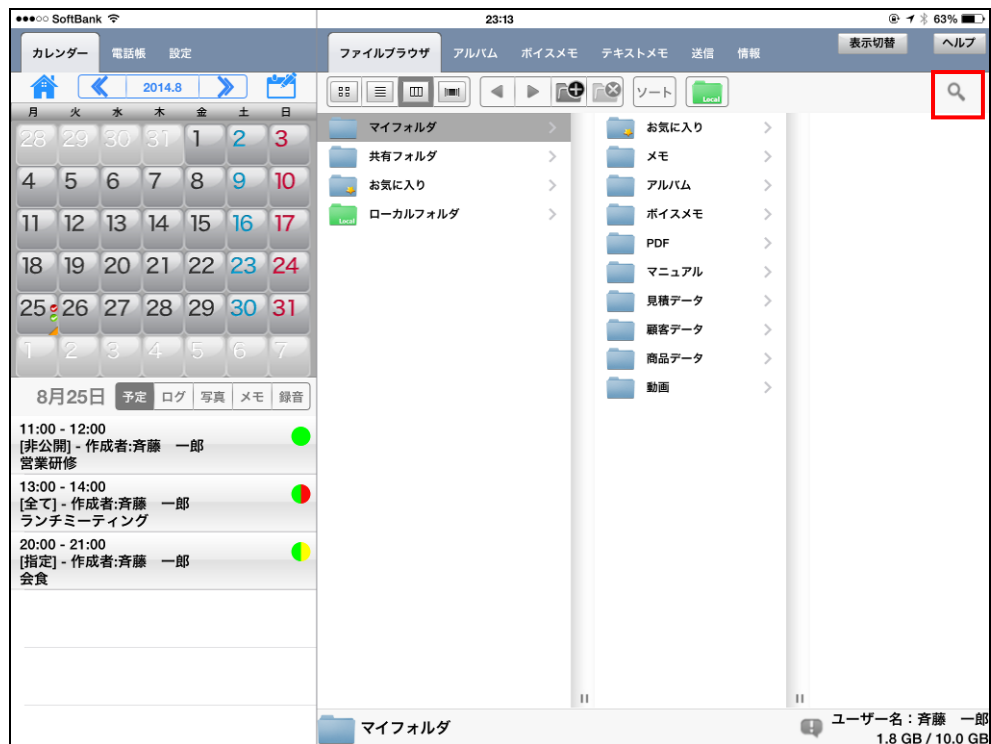 SoftBank 23:13 63%
カレンダー 電話帳 設定
ファイルブラウザ アルバム ボイスメモ テキストメモ 送信 情報 表示切替 ヘルプ
2014.8
ソート Local
月 火 水 木 金 土 日
28 29 30 31 1 2 3
4 5 6 7 8 9 10
11 12 13 14 15 16 17
18 19 20 21 22 23 24
25 26 27 28 29 30 31
1 2 3 4 5 6 7
8月25日 予定 ログ 写真 メモ 録音
11:00 - 12:00
[非公開] - 作成者:斉藤 一郎
営業研修
13:00 - 14:00
[全て] - 作成者:斉藤 一郎
ランチミーティング
20:00 - 21:00
[指定] - 作成者:斉藤 一郎
会食
マイフォルダ
共有フォルダ
お気に入り
Local ローカルフォルダ
お気に入り
メモ
アルバム
ボイスメモ
PDF
マニュアル
見積データ
顧客データ
商品データ
動画
マイフォルダ
ユーザー名：斉藤 一郎
1.8 GB / 10.0 GB